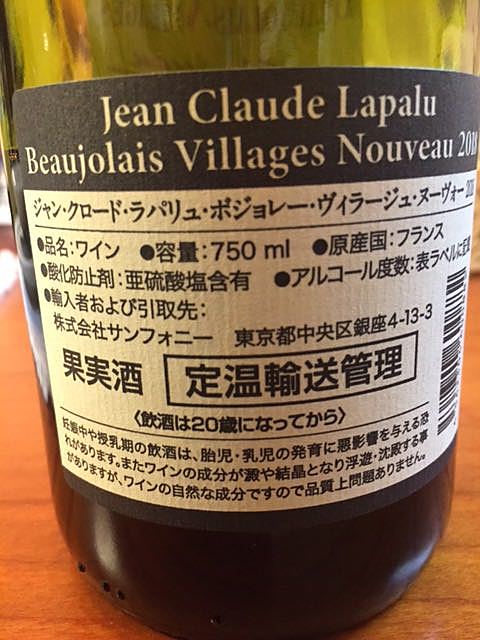 Jean Claude Lapalu
Beaujolais Villages Nouveau 2018
ジャン・クロード・ラパリュ・ボジョレー・ヴィラージュ・ヌーヴォー
●品名：ワイン ●容量：750 ml ●原産国：フランス
●酸化防止剤：亜硫酸塩含有 ●アルコール度数：表ラベルに記載
●輸入者および引取先：
株式会社サンフォニー 東京都中央区銀座4-13-3
果実酒 定温輸送管理
〈飲酒は20歳になってから〉
妊娠中や授乳期の飲酒は、胎児・乳児の発育に悪影響を与える恐
れがあります。またワインの成分が澱や結晶となり浮遊・沈殿する事
がありますが、ワインの自然な成分ですので品質上問題ありません。